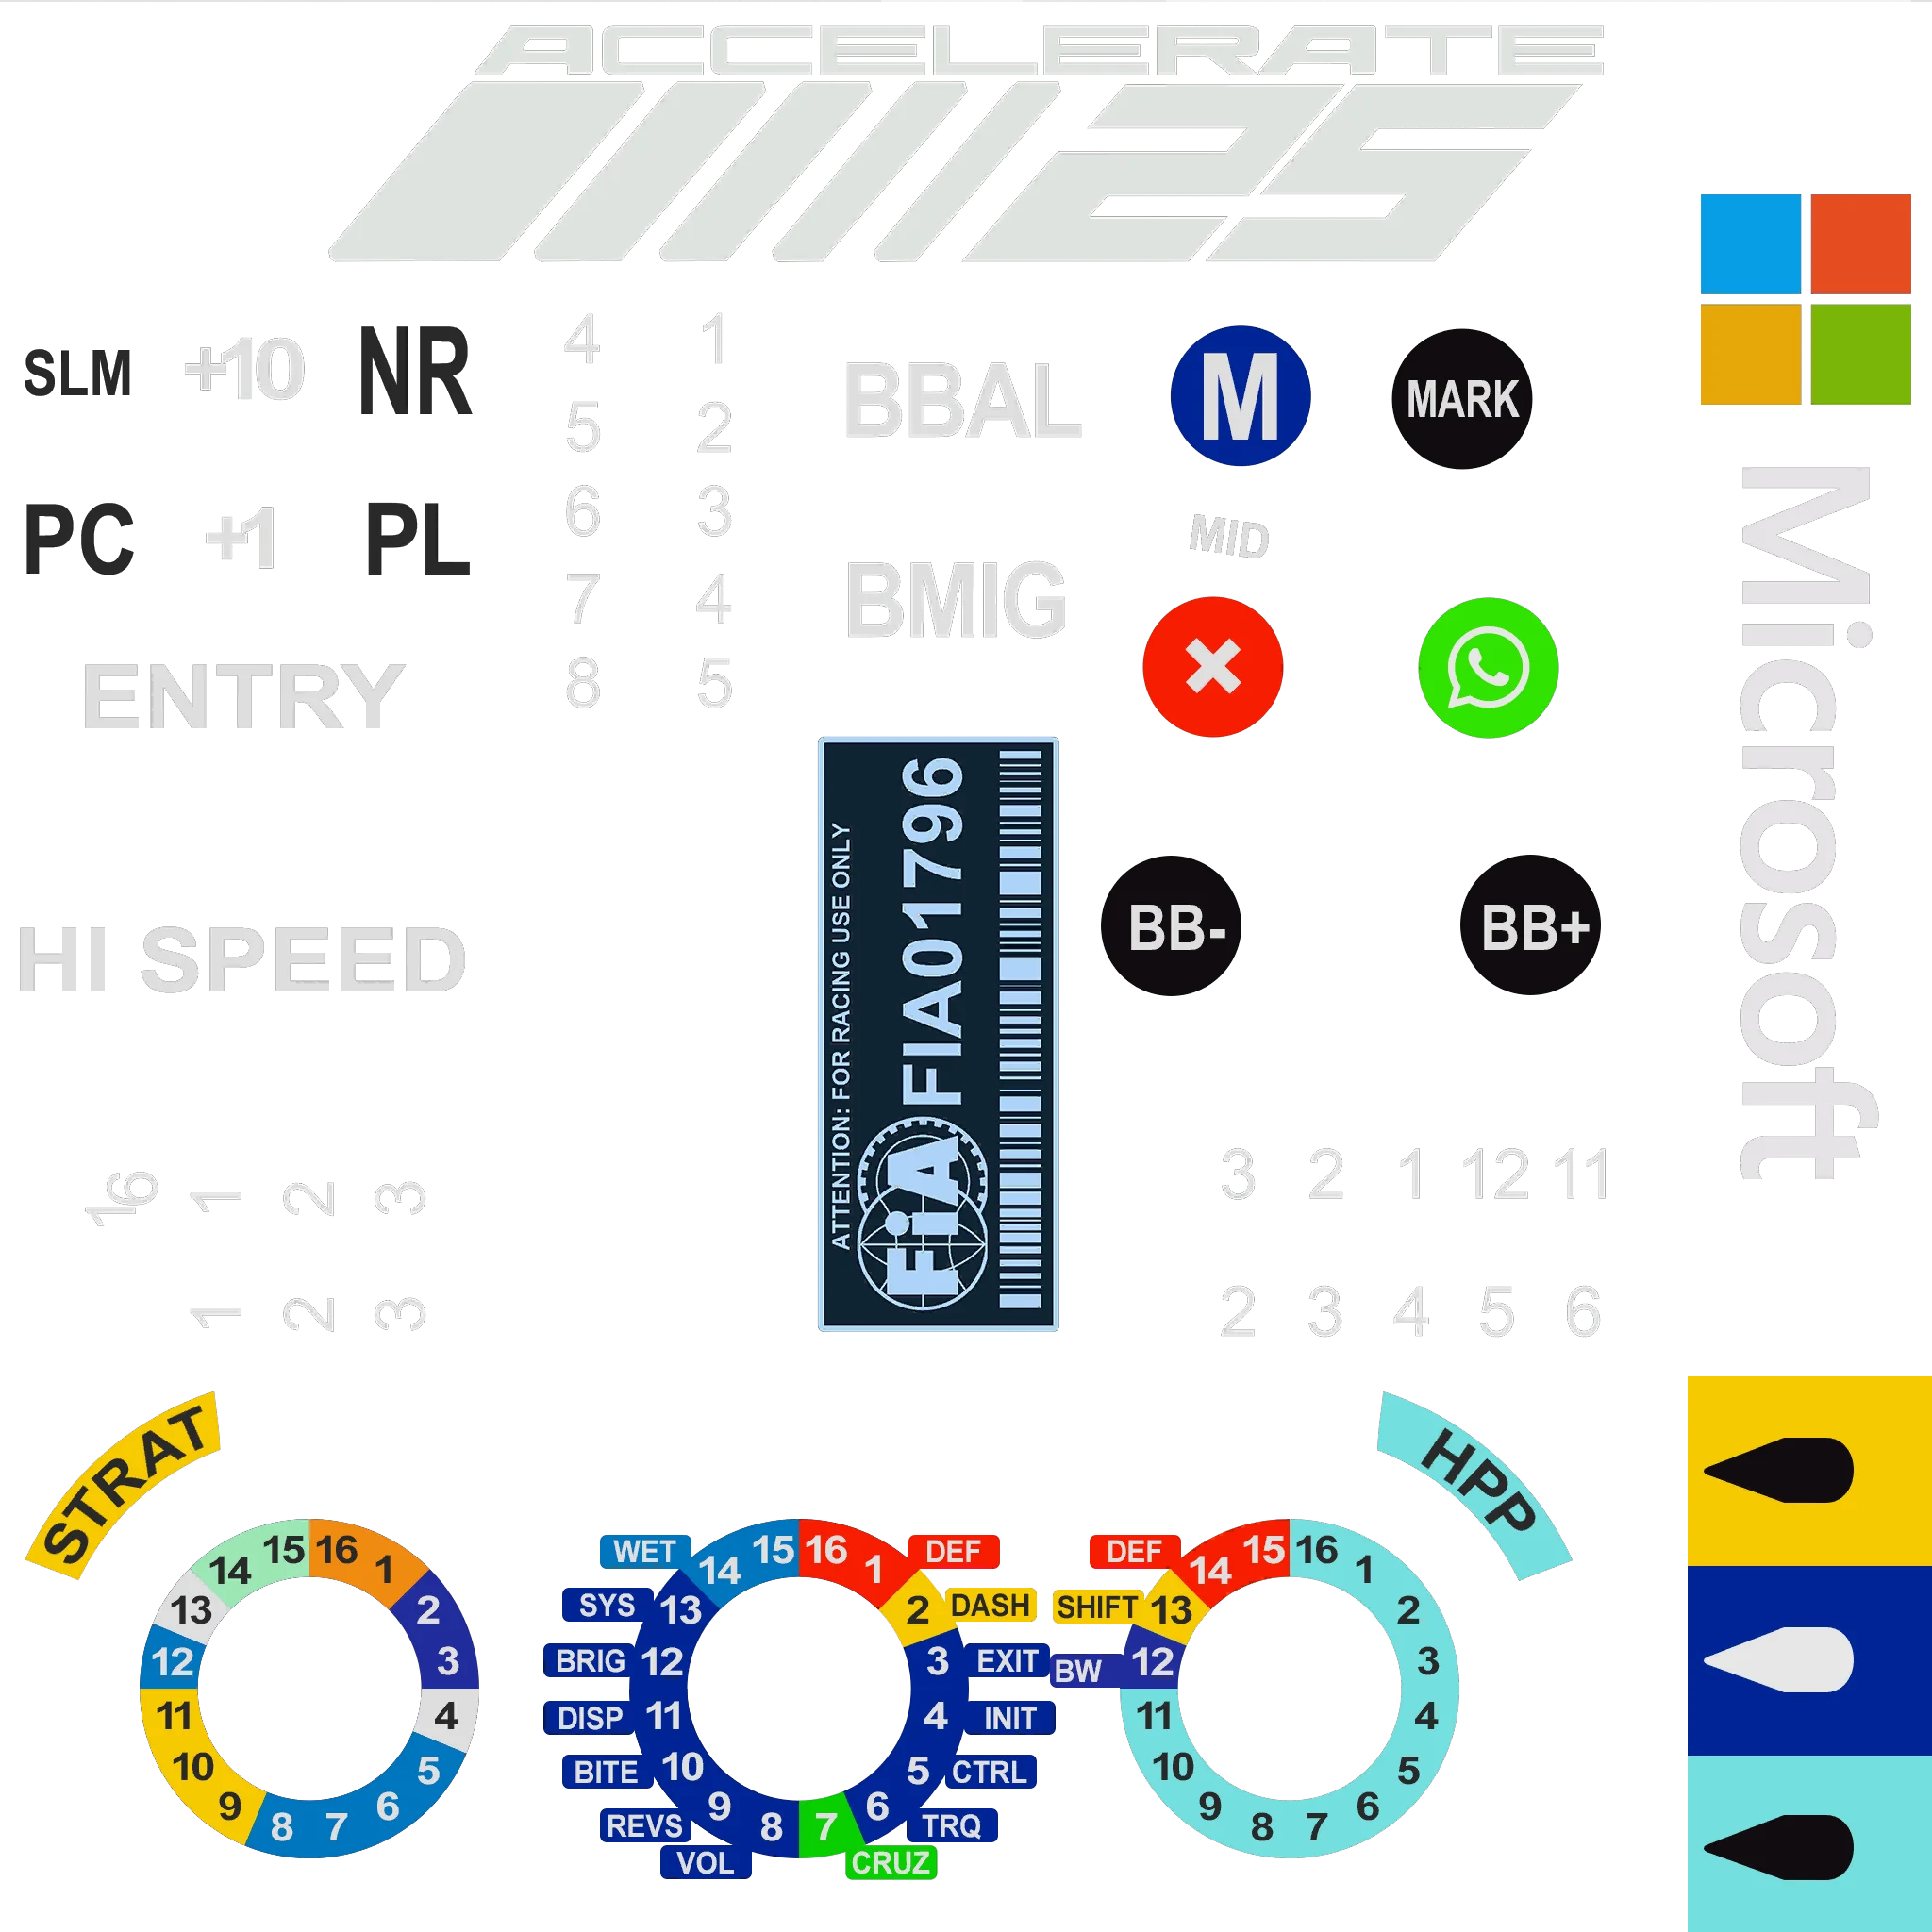 ACCELERATE
25
SLM
+10
NR
4
1
BBAL
M
MARK
5
2
PC
+1
PL
6
3
MID
7
4
BMIG
ENTRY
8
5
Microsoft
ATTENTION: FOR RACING USE ONLY
FIA
FIA01796
BB-
BB+
HI SPEED
16
1
2
3
3
2
1
12
11
1
2
3
2
3
4
5
6
STRAT
16
1
2
3
4
5
6
7
8
9
10
11
12
13
14
15
16
1
2
3
4
5
6
7
8
9
10
11
12
13
14
15
DEF
DASH
EXIT
INIT
CTRL
TRQ
CRUZ
VOL
REVS
BITE
DISP
BRIG
SYS
WET
HPP
16
1
2
3
4
5
6
7
8
9
10
11
12
13
14
15
DEF
SHIFT
BW